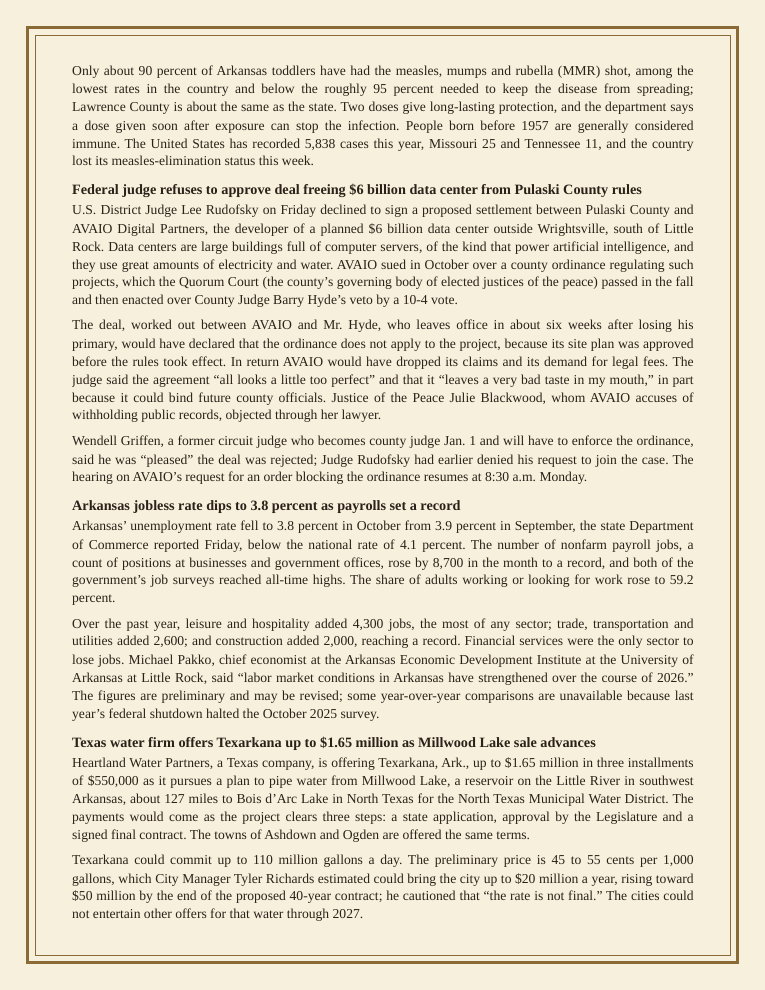 Only about 90 percent of Arkansas toddlers have had the measles, mumps and rubella (MMR) shot, among the
lowest rates in the country and below the roughly 95 percent needed to keep the disease from spreading;
Lawrence County is about the same as the state. Two doses give long-lasting protection, and the department says
a dose given soon after exposure can stop the infection. People born before 1957 are generally considered
immune. The United States has recorded 5,838 cases this year, Missouri 25 and Tennessee 11, and the country
lost its measles-elimination status this week.
Federal judge refuses to approve deal freeing $6 billion data center from Pulaski County rules
U.S. District Judge Lee Rudofsky on Friday declined to sign a proposed settlement between Pulaski County and
AVAIO Digital Partners, the developer of a planned $6 billion data center outside Wrightsville, south of Little
Rock. Data centers are large buildings full of computer servers, of the kind that power artificial intelligence, and
they use great amounts of electricity and water. AVAIO sued in October over a county ordinance regulating such
projects, which the Quorum Court (the county’s governing body of elected justices of the peace) passed in the fall
and then enacted over County Judge Barry Hyde’s veto by a 10-4 vote.
The deal, worked out between AVAIO and Mr. Hyde, who leaves office in about six weeks after losing his
primary, would have declared that the ordinance does not apply to the project, because its site plan was approved
before the rules took effect. In return AVAIO would have dropped its claims and its demand for legal fees. The
judge said the agreement “all looks a little too perfect” and that it “leaves a very bad taste in my mouth,” in part
because it could bind future county officials. Justice of the Peace Julie Blackwood, whom AVAIO accuses of
withholding public records, objected through her lawyer.
Wendell Griffen, a former circuit judge who becomes county judge Jan. 1 and will have to enforce the ordinance,
said he was “pleased” the deal was rejected; Judge Rudofsky had earlier denied his request to join the case. The
hearing on AVAIO’s request for an order blocking the ordinance resumes at 8:30 a.m. Monday.
Arkansas jobless rate dips to 3.8 percent as payrolls set a record
Arkansas’ unemployment rate fell to 3.8 percent in October from 3.9 percent in September, the state Department
of Commerce reported Friday, below the national rate of 4.1 percent. The number of nonfarm payroll jobs, a
count of positions at businesses and government offices, rose by 8,700 in the month to a record, and both of the
government’s job surveys reached all-time highs. The share of adults working or looking for work rose to 59.2
percent.
Over the past year, leisure and hospitality added 4,300 jobs, the most of any sector; trade, transportation and
utilities added 2,600; and construction added 2,000, reaching a record. Financial services were the only sector to
lose jobs. Michael Pakko, chief economist at the Arkansas Economic Development Institute at the University of
Arkansas at Little Rock, said “labor market conditions in Arkansas have strengthened over the course of 2026.”
The figures are preliminary and may be revised; some year-over-year comparisons are unavailable because last
year’s federal shutdown halted the October 2025 survey.
Texas water firm offers Texarkana up to $1.65 million as Millwood Lake sale advances
Heartland Water Partners, a Texas company, is offering Texarkana, Ark., up to $1.65 million in three installments
of $550,000 as it pursues a plan to pipe water from Millwood Lake, a reservoir on the Little River in southwest
Arkansas, about 127 miles to Bois d’Arc Lake in North Texas for the North Texas Municipal Water District. The
payments would come as the project clears three steps: a state application, approval by the Legislature and a
signed final contract. The towns of Ashdown and Ogden are offered the same terms.
Texarkana could commit up to 110 million gallons a day. The preliminary price is 45 to 55 cents per 1,000
gallons, which City Manager Tyler Richards estimated could bring the city up to $20 million a year, rising toward
$50 million by the end of the proposed 40-year contract; he cautioned that “the rate is not final.” The cities could
not entertain other offers for that water through 2027.